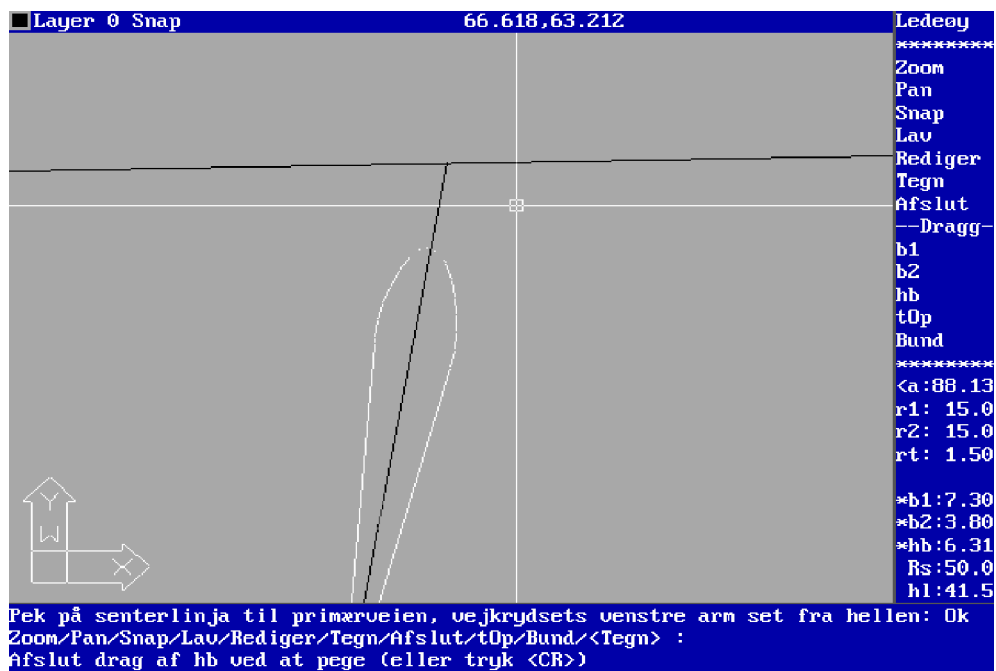 Layer 0 Snap 66.618,63.212
Ledeøy
********
Zoom
Pan
Snap
Lav
Rediger
Tegn
Afslut
--Dragg-
b1
b2
hb
tOp
Bund
********
<a:88.13
r1: 15.0
r2: 15.0
rt: 1.50
*b1:7.30
*b2:3.80
*hb:6.31
Rs:50.0
hl:41.5
Y
W
X
Pek på senterlinja til primærveien, vejkrydsets venstre arm set fra hellen: Ok
Zoom/Pan/Snap/Lav/Rediger/Tegn/Afslut/tOp/Bund/<Tegn> :
Afslut drag af hb ved at pege (eller tryk <CR>)